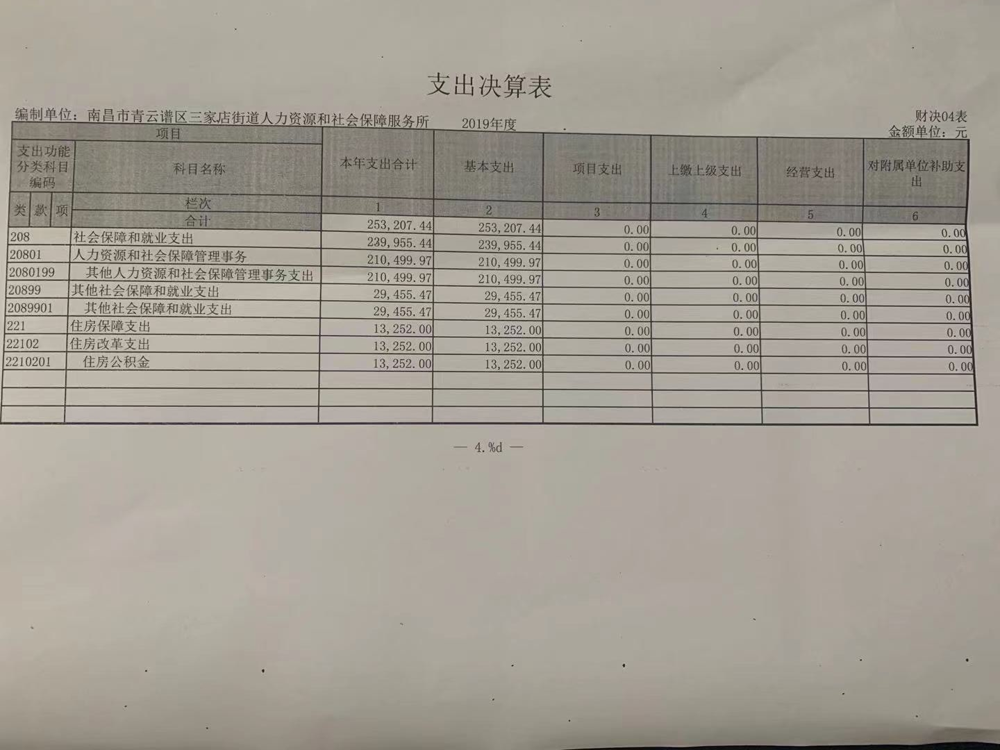 支出决算表
编制单位：南昌市青云谱区三家店街道人力资源和社会保障服务所 2019年度 财决04表
金额单位：元
项目 本年支出合计 基本支出 项目支出 上缴上级支出 经营支出 对附属单位补助支出
支出功能分类科目编码 科目名称
类 款 项 栏次 1 2 3 4 5 6
合计 253,207.44 253,207.44 0.00 0.00 0.00 0.00
208 社会保障和就业支出 239,955.44 239,955.44 0.00 0.00 0.00 0.00
20801 人力资源和社会保障管理事务 210,499.97 210,499.97 0.00 0.00 0.00 0.00
2080199 其他人力资源和社会保障管理事务支出 210,499.97 210,499.97 0.00 0.00 0.00 0.00
20899 其他社会保障和就业支出 29,455.47 29,455.47 0.00 0.00 0.00 0.00
2089901 其他社会保障和就业支出 29,455.47 29,455.47 0.00 0.00 0.00 0.00
221 住房保障支出 13,252.00 13,252.00 0.00 0.00 0.00 0.00
22102 住房改革支出 13,252.00 13,252.00 0.00 0.00 0.00 0.00
2210201 住房公积金 13,252.00 13,252.00 0.00 0.00 0.00 0.00
— 4.%d —